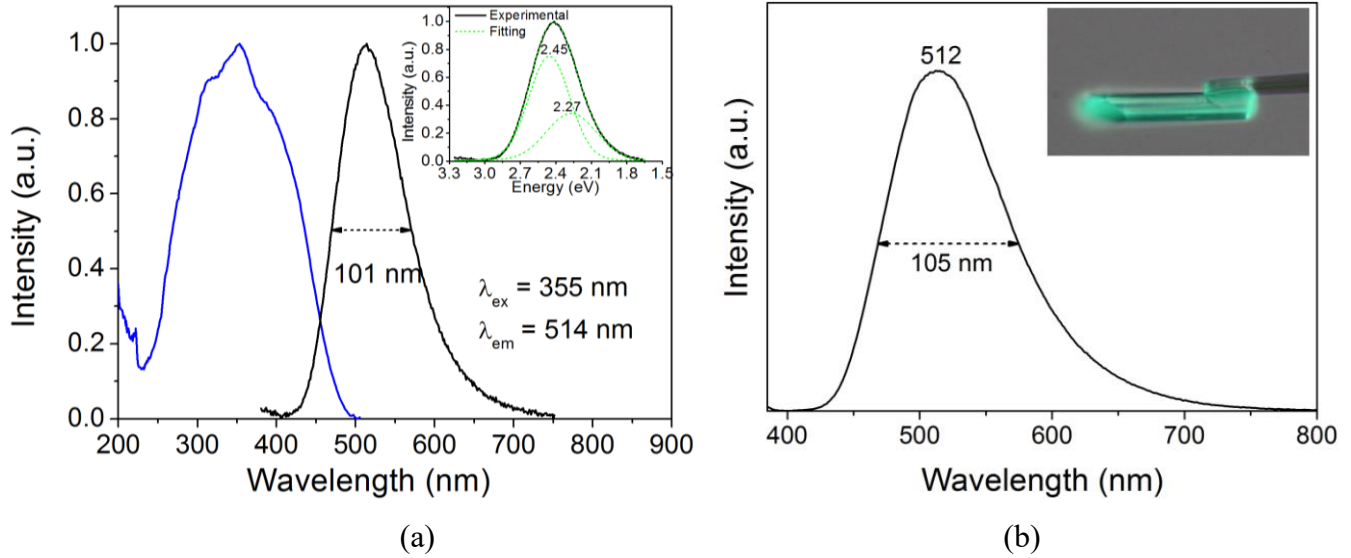 Intensity (a.u.)
1.0
0.8
0.6
0.4
0.2
0.0
200 300 400 500 600 700 800 900
Wavelength (nm)
101 nm
λex = 355 nm
λem = 514 nm
Experimental
Fitting
Intensity (a.u.)
1.0
0.8
0.6
0.4
0.2
0.0
2.45
2.27
3.3 3.0 2.7 2.4 2.1 1.8 1.5
Energy (eV)
(a)
Intensity (a.u.)
512
105 nm
400 500 600 700 800
Wavelength (nm)
(b)